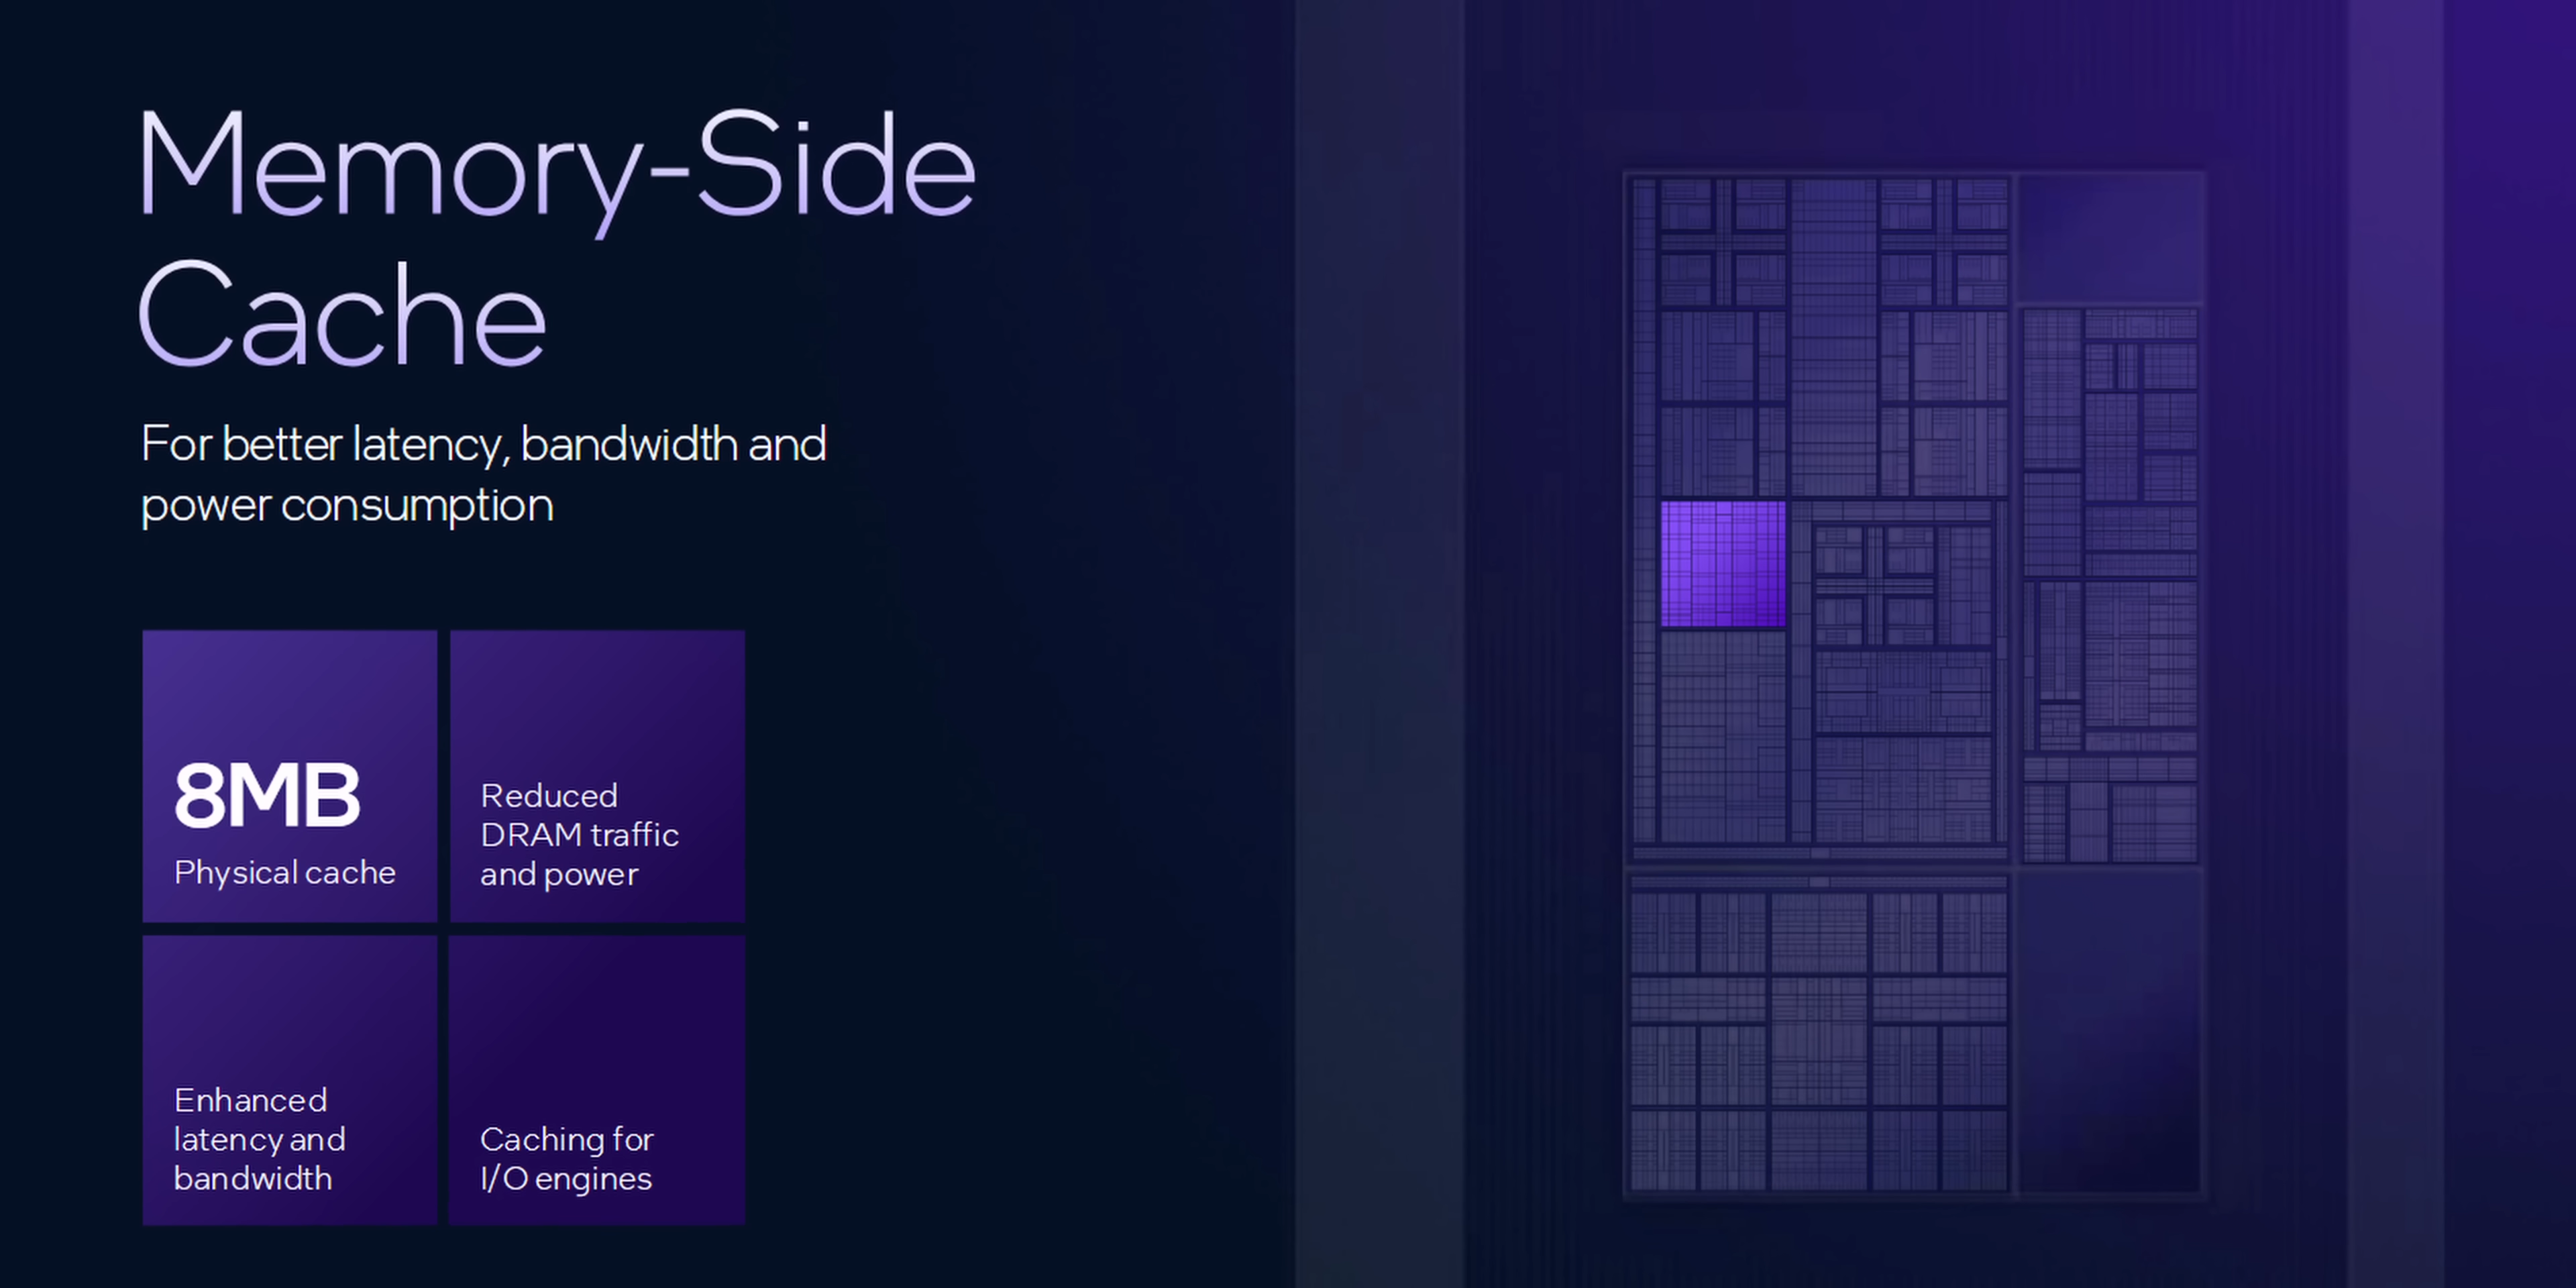 Memory-Side
Cache
For better latency, bandwidth and
power consumption
8MB
Physical cache
Reduced
DRAM traffic
and power
Enhanced
latency and
bandwidth
Caching for
I/O engines